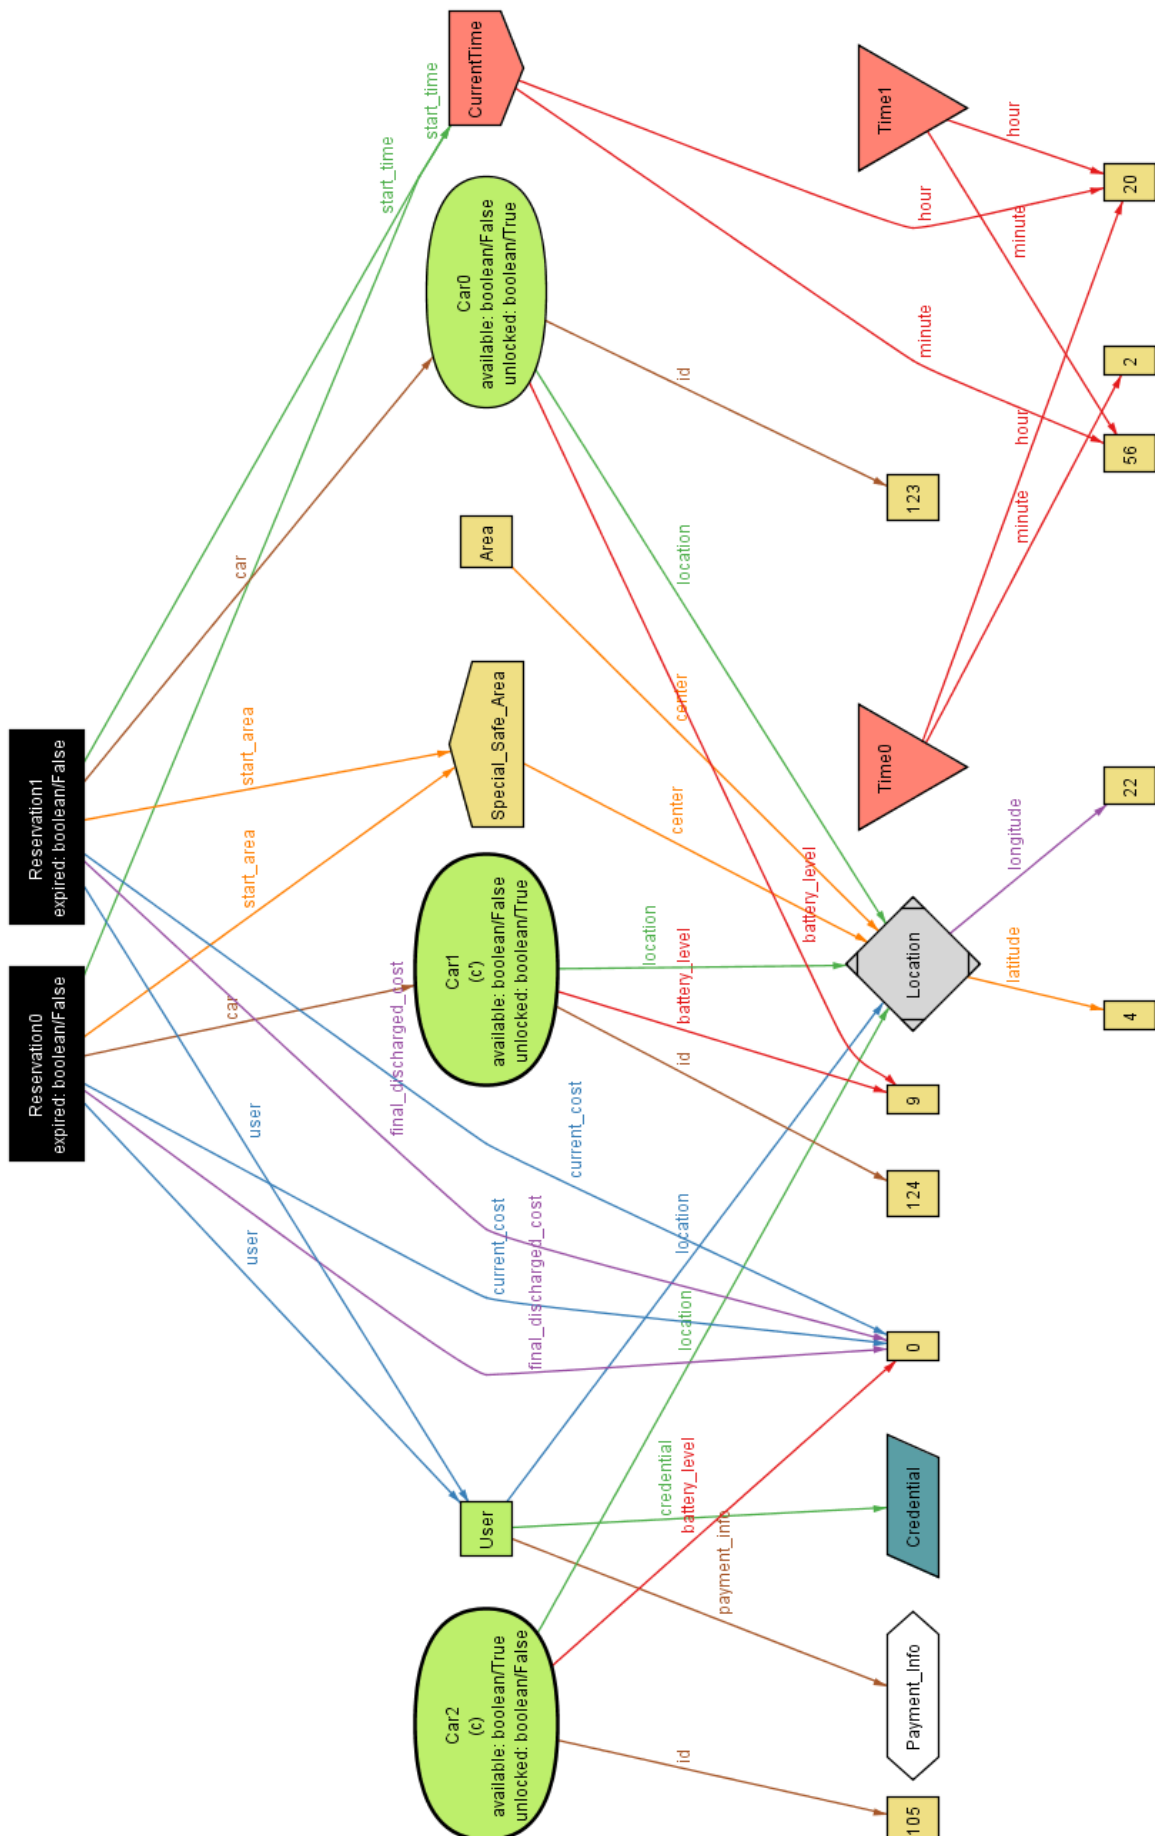 Reservation0
expired: boolean/False
Reservation1
expired: boolean/False
user
user
current_cost
final_discharged_cost
final_discharged_cost
current_cost
car
start_area
start_area
car
start_time
start_time
Car2
(c)
available: boolean/True
unlocked: boolean/False
User
Car1
(c')
available: boolean/False
unlocked: boolean/True
Special_Safe_Area
Area
Car0
available: boolean/False
unlocked: boolean/True
CurrentTime
id
payment_info
credential
battery_level
location
location
id
battery_level
location
center
center
battery_level
location
id
minute
hour
105
Payment_Info
Credential
0
124
9
Location
Time0
123
Time1
latitude
longitude
minute
hour
minute
hour
4
22
56
2
20